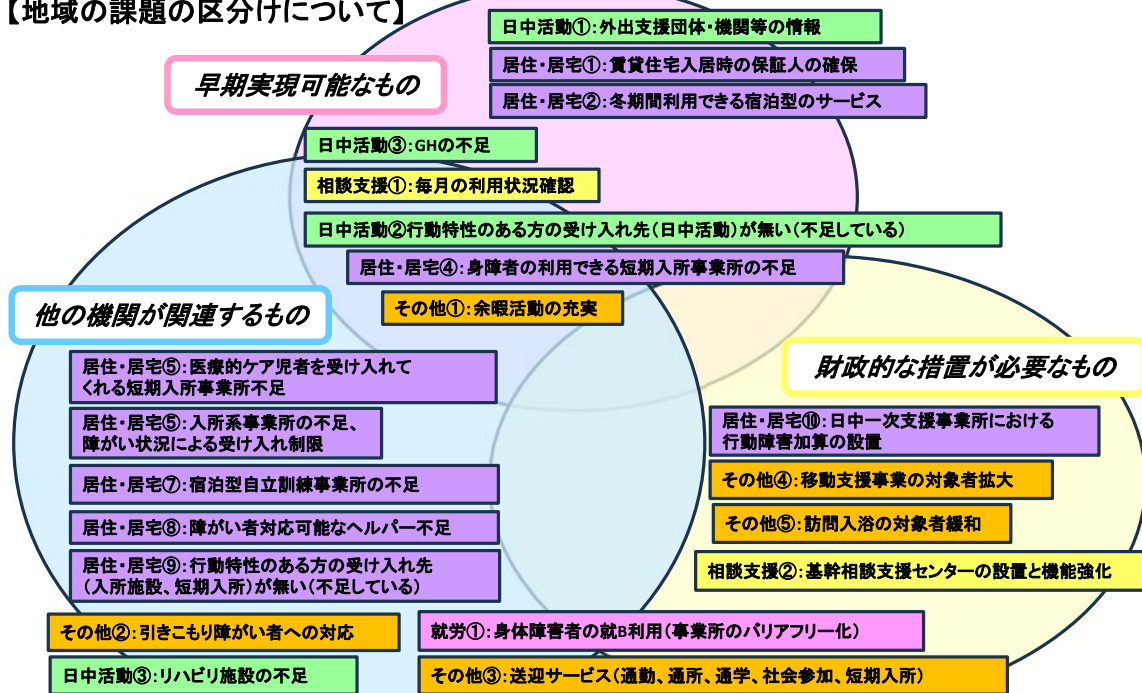 【地域の課題の区分けについて】
日中活動①:外出支援団体・機関等の情報
居住・居宅①:賃貸住宅入居時の保証人の確保
早期実現可能なもの
居住・居宅②:冬期間利用できる宿泊型のサービス
日中活動③:GHの不足
相談支援①:毎月の利用状況確認
日中活動②行動特性のある方の受け入れ先(日中活動)が無い(不足している)
居住・居宅④:身障者の利用できる短期入所事業所の不足
その他①:余暇活動の充実
他の機関が関連するもの
財政的な措置が必要なもの
居住・居宅⑤:医療的ケア児者を受け入れて
くれる短期入所事業所不足
居住・居宅⑤:入所系事業所の不足、
障がい状況による受け入れ制限
居住・居宅⑦:宿泊型自立訓練事業所の不足
居住・居宅⑧:障がい者対応可能なヘルパー不足
居住・居宅⑨:行動特性のある方の受け入れ先
(入所施設、短期入所)が無い(不足している)
居住・居宅⑩:日中一次支援事業所における
行動障害加算の設置
その他④:移動支援事業の対象者拡大
その他⑤:訪問入浴の対象者緩和
相談支援②:基幹相談支援センターの設置と機能強化
その他②:引きこもり障がい者への対応
就労①:身体障害者の就B利用(事業所のバリアフリー化)
日中活動③:リハビリ施設の不足
その他③:送迎サービス(通勤、通所、通学、社会参加、短期入所)